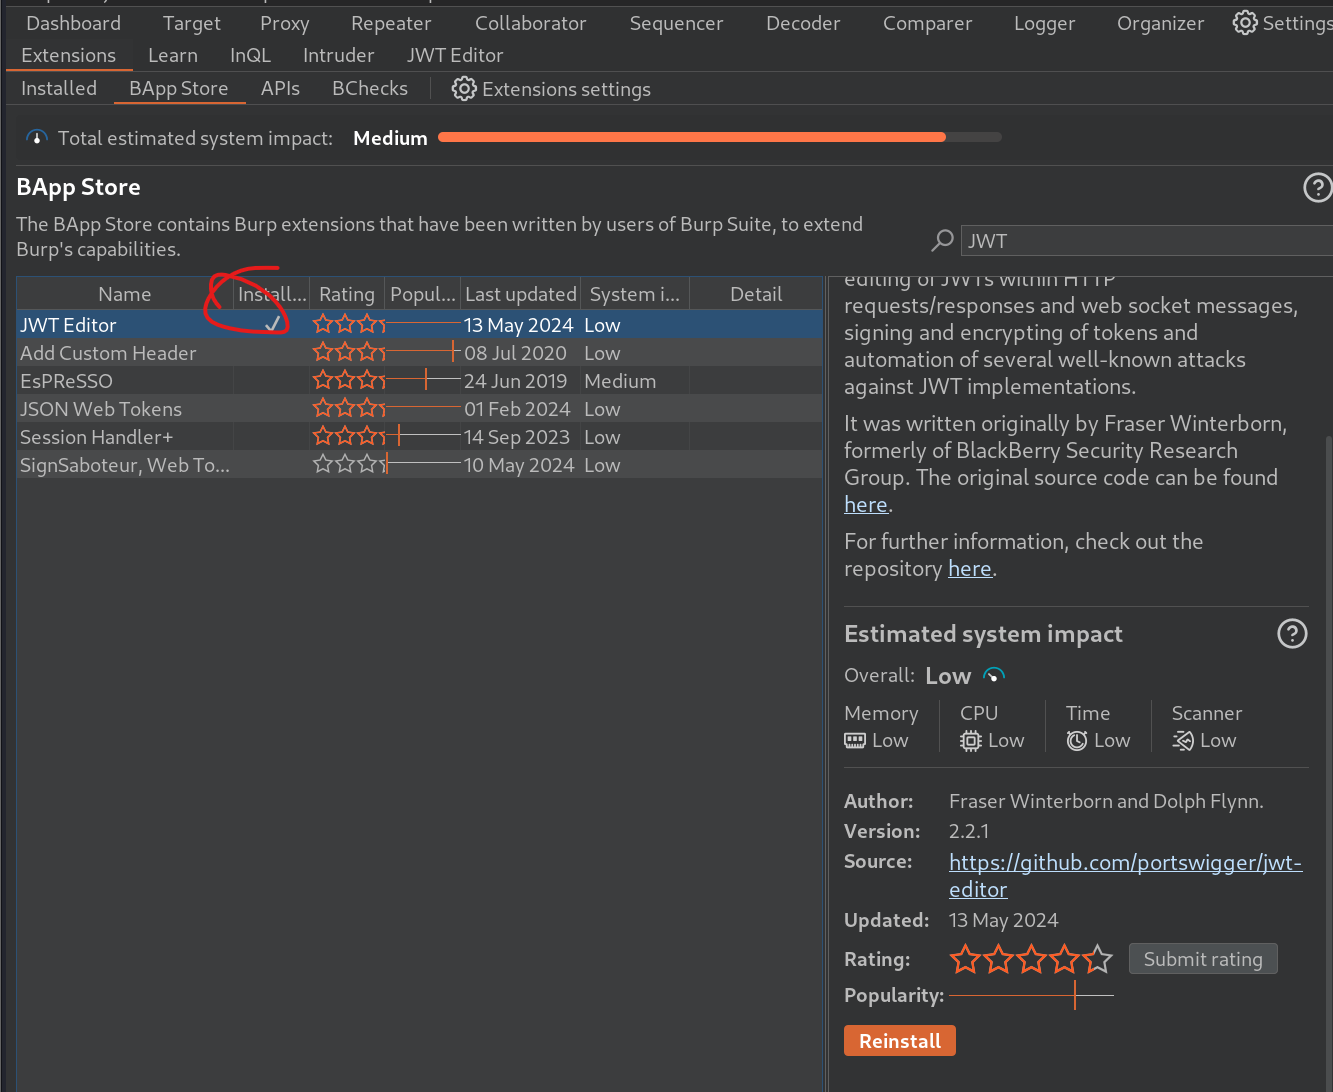 Dashboard Target Proxy Repeater Collaborator Sequencer Decoder Comparer Logger Organizer Settings
Extensions Learn InQL Intruder JWT Editor
Installed BApp Store APIs BChecks Extensions settings
Total estimated system impact: Medium
BApp Store
The BApp Store contains Burp extensions that have been written by users of Burp Suite, to extend
Burp's capabilities.
JWT
Name Install... Rating Popul... Last updated System i... Detail
JWT Editor 13 May 2024 Low
Add Custom Header 08 Jul 2020 Low
EsPReSSO 24 Jun 2019 Medium
JSON Web Tokens 01 Feb 2024 Low
Session Handler+ 14 Sep 2023 Low
SignSaboteur, Web To... 10 May 2024 Low
editing of JWTs within HTTP
requests/responses and web socket messages,
signing and encrypting of tokens and
automation of several well-known attacks
against JWT implementations.
It was written originally by Fraser Winterborn,
formerly of BlackBerry Security Research
Group. The original source code can be found
here.
For further information, check out the
repository here.
Estimated system impact
Overall: Low
Memory CPU Time Scanner
Low Low Low Low
Author: Fraser Winterborn and Dolph Flynn.
Version: 2.2.1
Source: https://github.com/portswigger/jwt-
editor
Updated: 13 May 2024
Rating: Submit rating
Popularity:
Reinstall